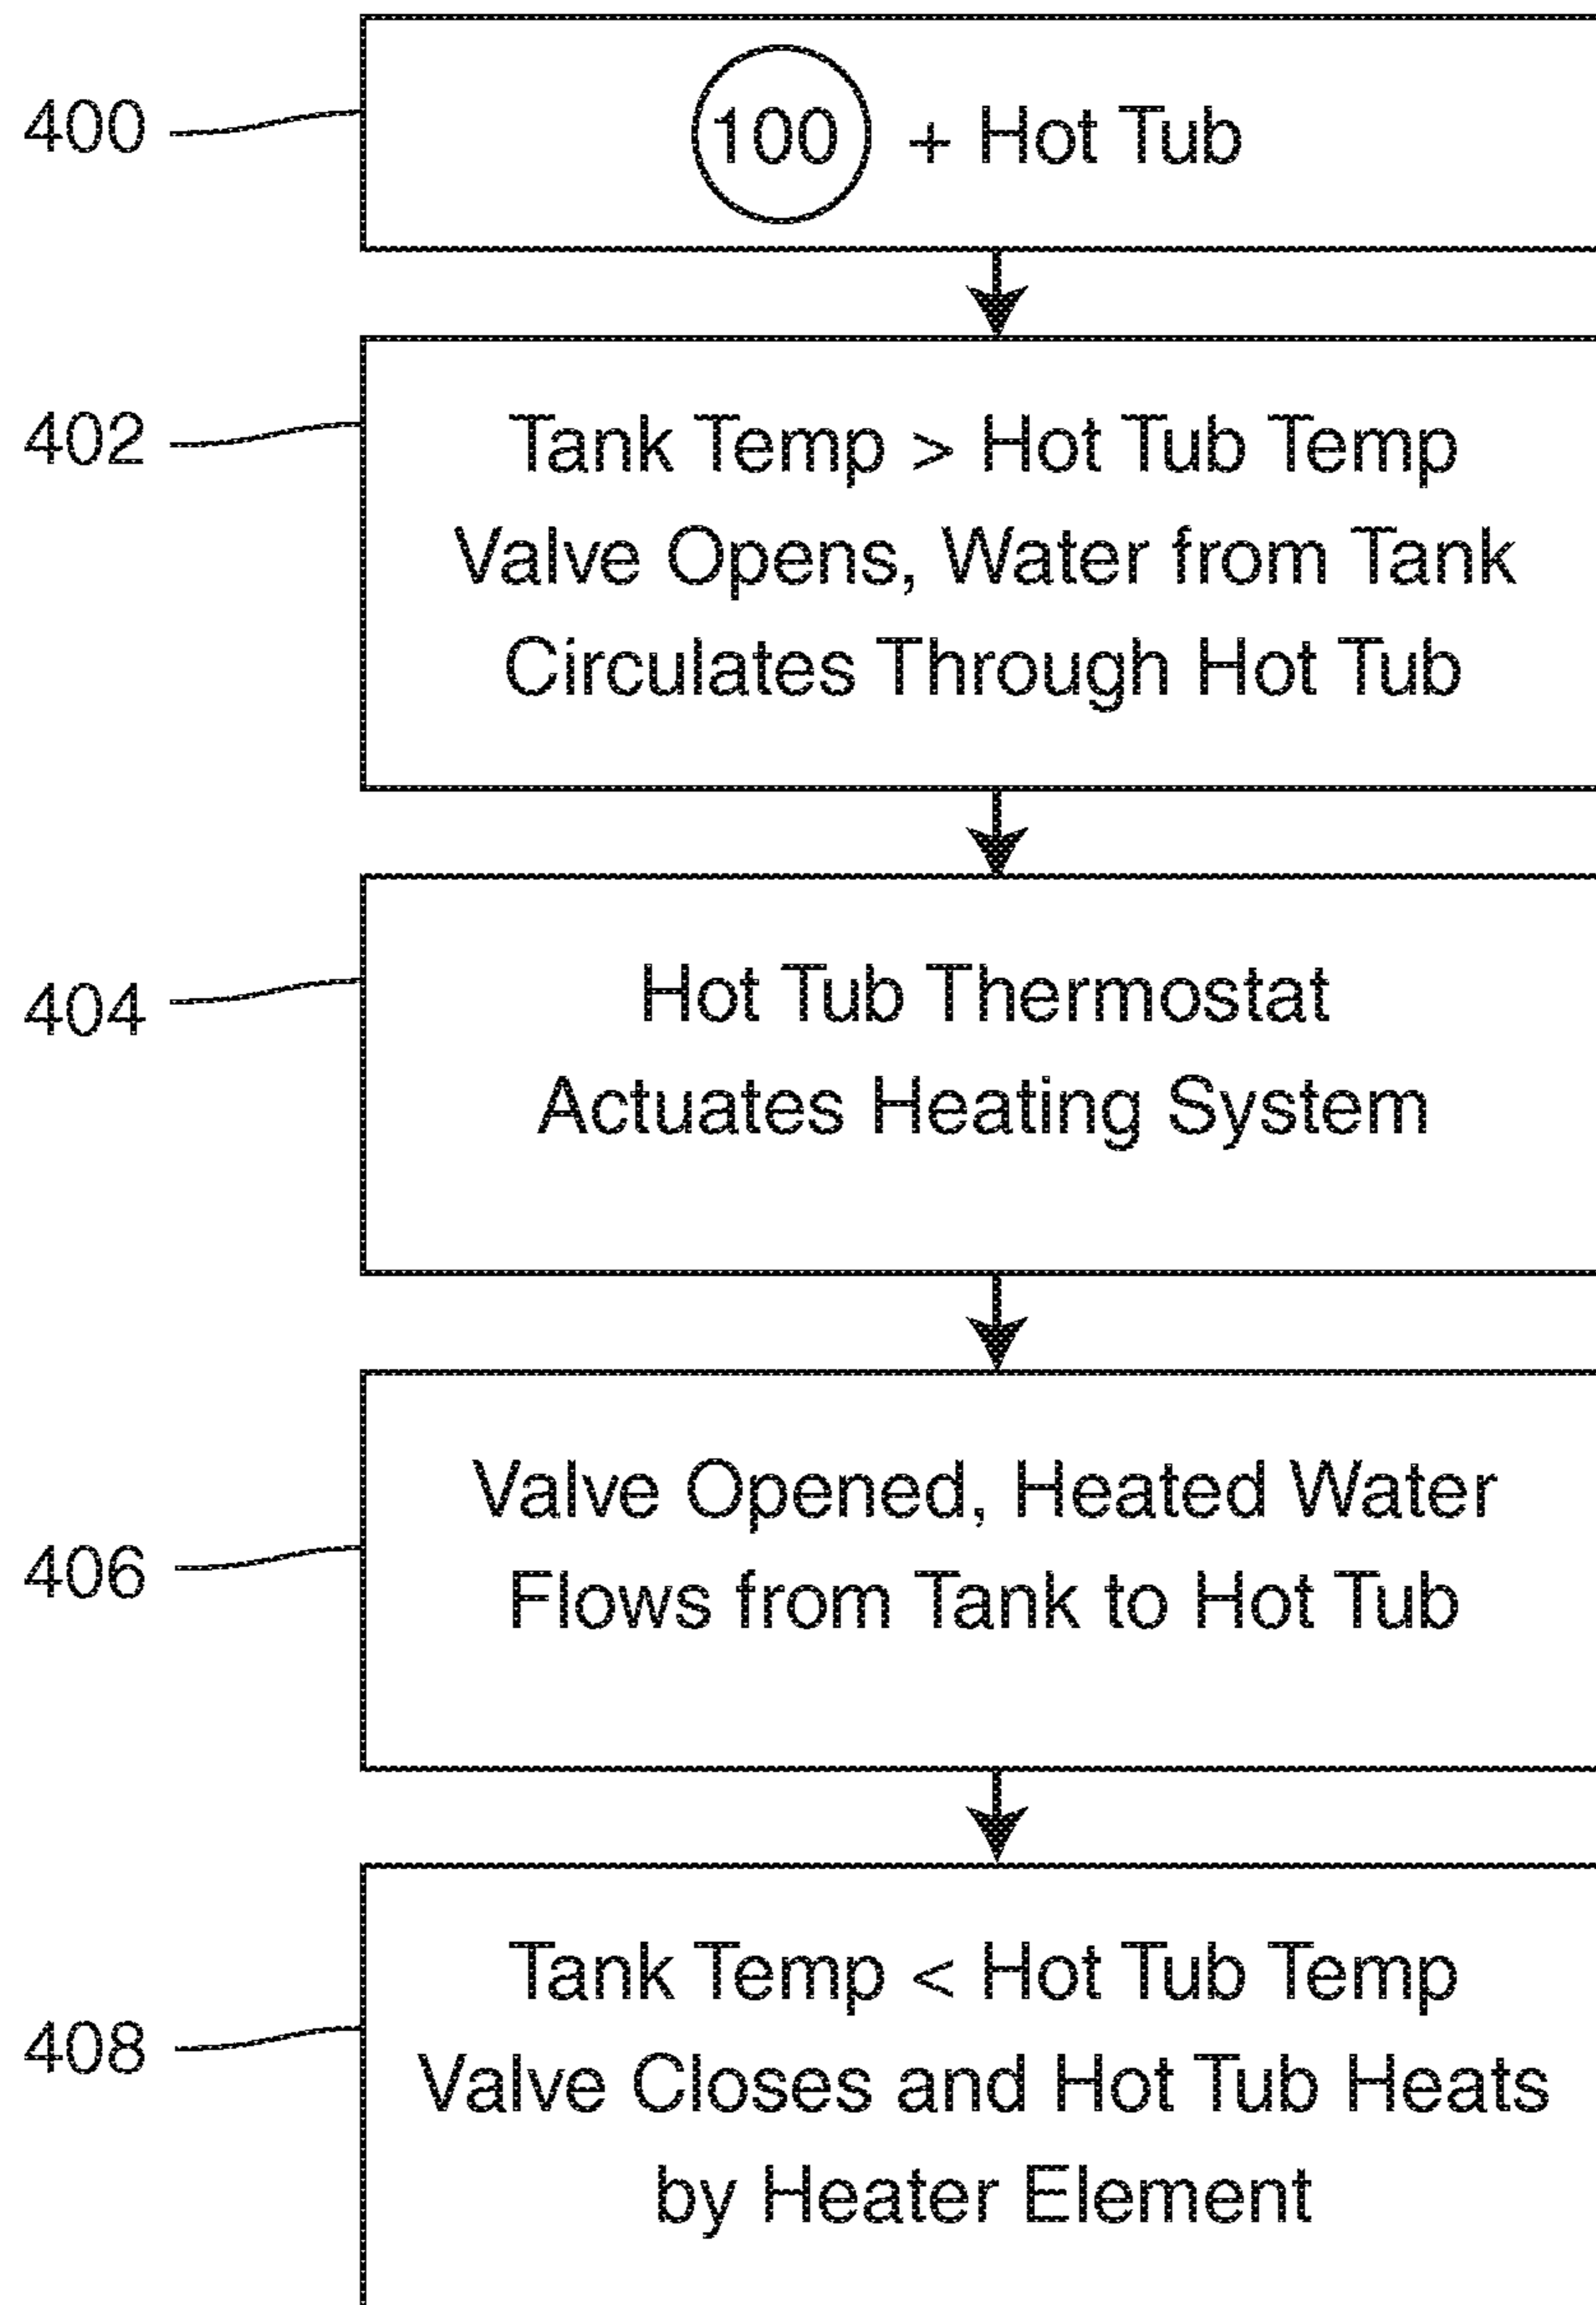 400
100 + Hot Tub
402
Tank Temp > Hot Tub Temp
Valve Opens, Water from Tank
Circulates Through Hot Tub
404
Hot Tub Thermostat
Actuates Heating System
406
Valve Opened, Heated Water
Flows from Tank to Hot Tub
408
Tank Temp < Hot Tub Temp
Valve Closes and Hot Tub Heats
by Heater Element